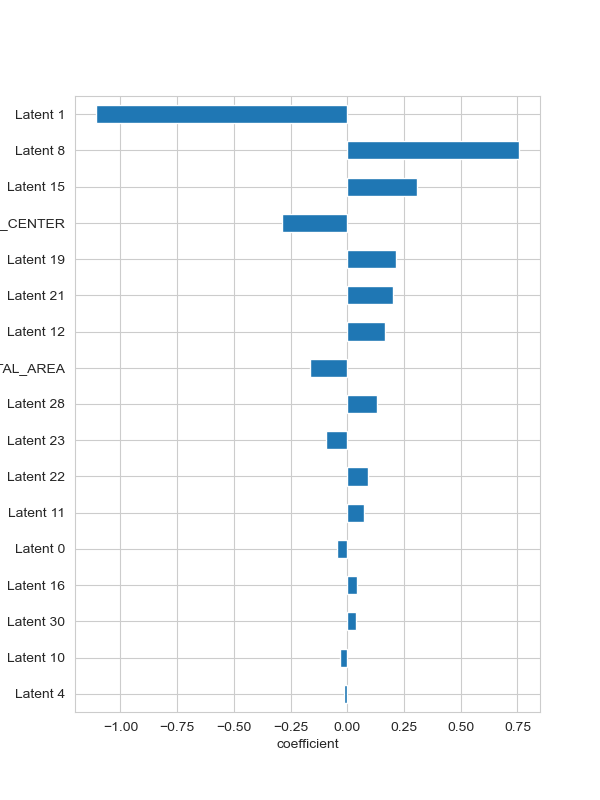 Latent 1
Latent 8
Latent 15
_CENTER
Latent 19
Latent 21
Latent 12
TAL_AREA
Latent 28
Latent 23
Latent 22
Latent 11
Latent 0
Latent 16
Latent 30
Latent 10
Latent 4
−1.00 −0.75 −0.50 −0.25 0.00 0.25 0.50 0.75
coefficient